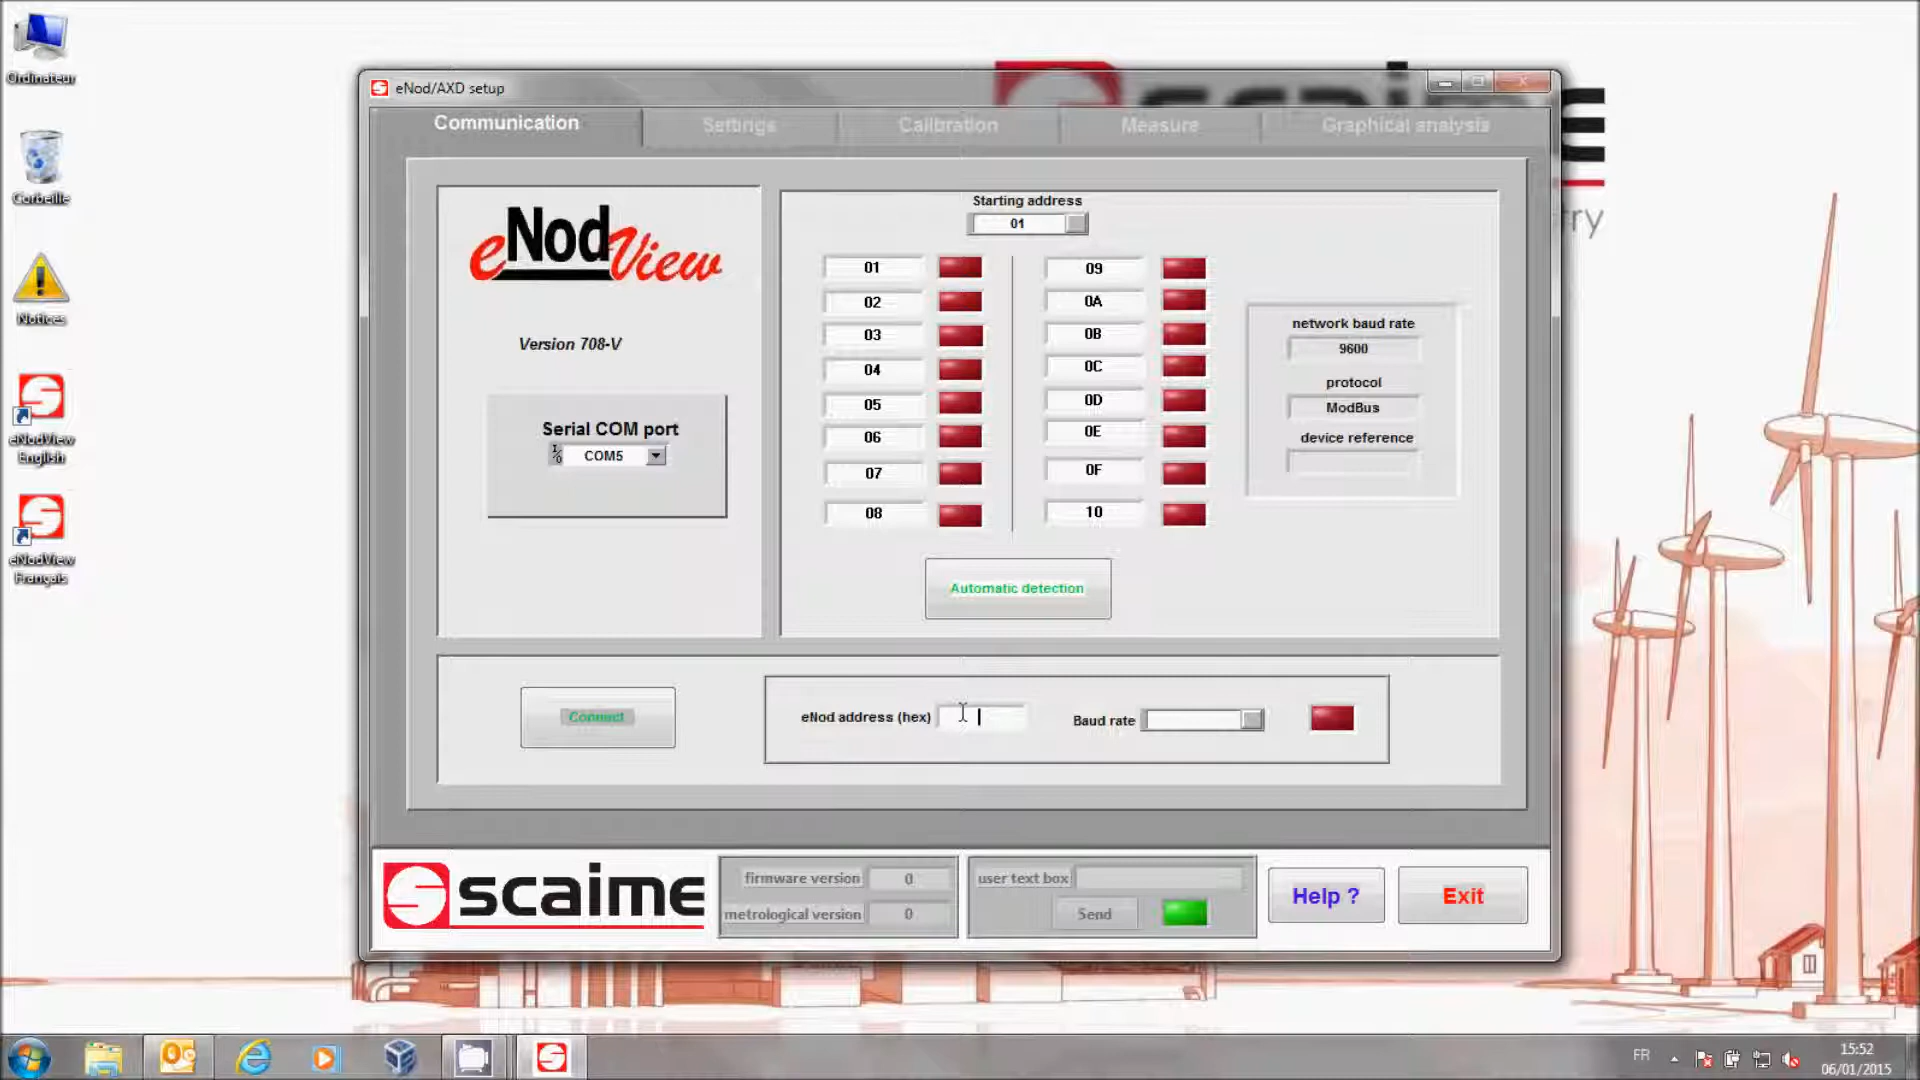 Ordinateur
Corbeille
Notices
eNodView
English
eNodView
Français
scaime
try
eNod/AXD setup
Communication
Settings
Calibration
Measure
Graphical analysis
eNodView
Version 708-V
Serial COM port
COM5
Starting address
01
01
02
03
04
05
06
07
08
09
0A
0B
0C
0D
0E
0F
10
network baud rate
9600
protocol
ModBus
device reference
Automatic detection
Connect
eNod address (hex)
Baud rate
scaime
firmware version
0
metrological version
0
user text box
Send
Help ?
Exit
FR
15:52
06/01/2015